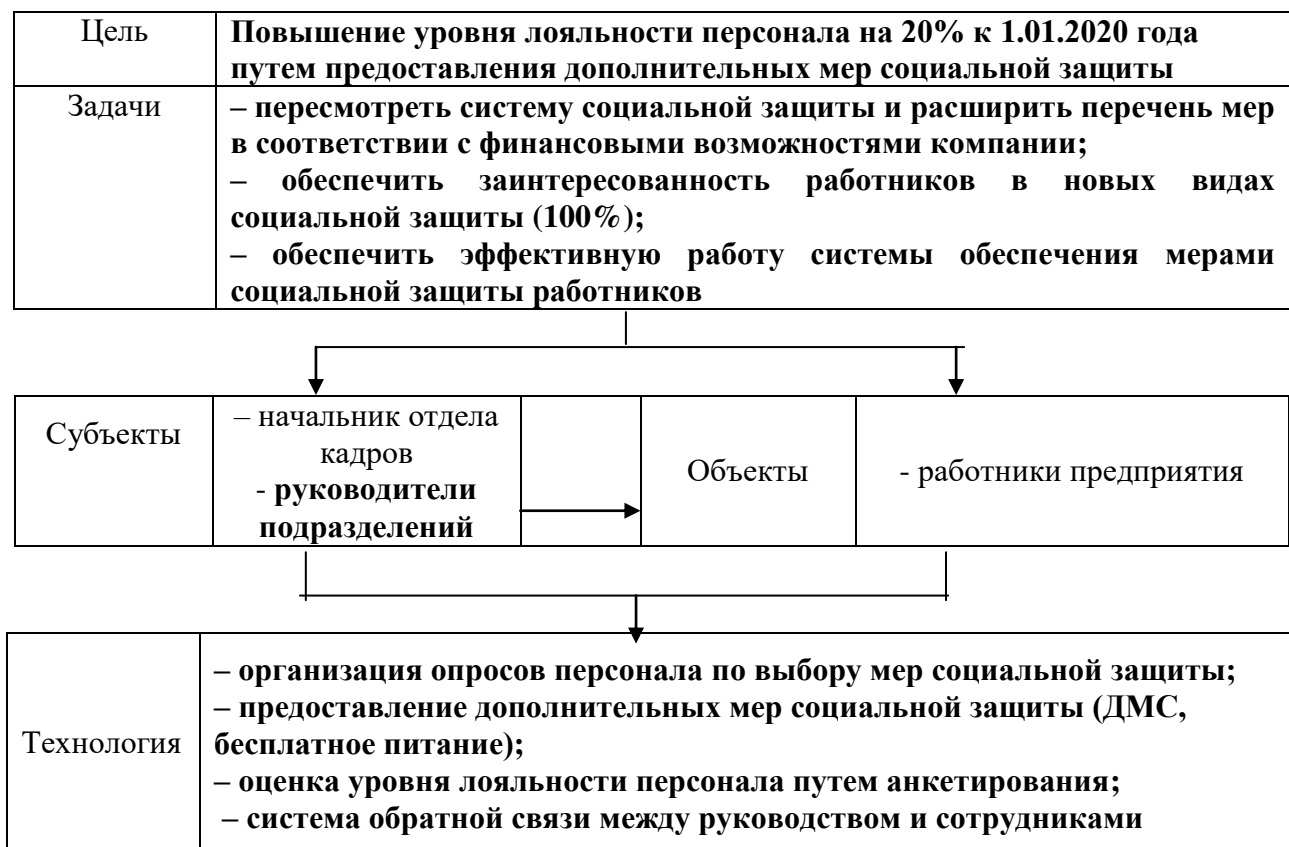 Цель
Повышение уровня лояльности персонала на 20% к 1.01.2020 года
путем предоставления дополнительных мер социальной защиты
Задачи
– пересмотреть систему социальной защиты и расширить перечень мер
в соответствии с финансовыми возможностями компании;
– обеспечить заинтересованность работников в новых видах
социальной защиты (100%);
– обеспечить эффективную работу системы обеспечения мерами
социальной защиты работников
Субъекты
– начальник отдела
кадров
- руководители
подразделений
Объекты
- работники предприятия
Технология
– организация опросов персонала по выбору мер социальной защиты;
– предоставление дополнительных мер социальной защиты (ДМС,
бесплатное питание);
– оценка уровня лояльности персонала путем анкетирования;
– система обратной связи между руководством и сотрудниками